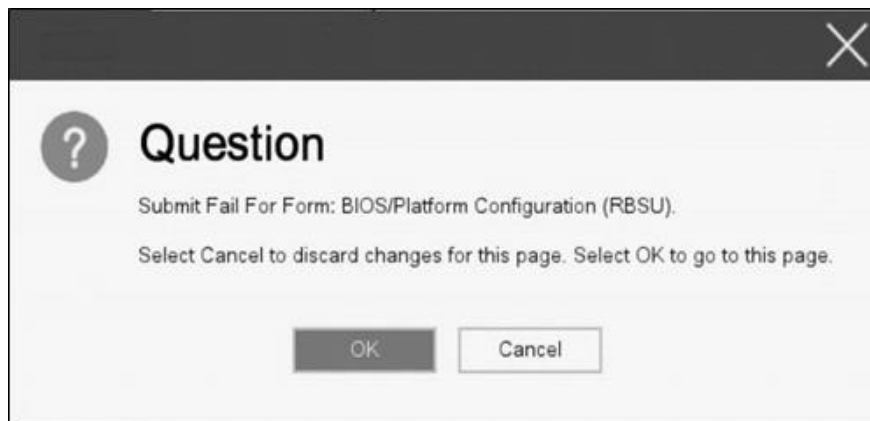 ?
Question
Submit Fail For Form: BIOS/Platform Configuration (RBSU).
Select Cancel to discard changes for this page. Select OK to go to this page.
OK
Cancel